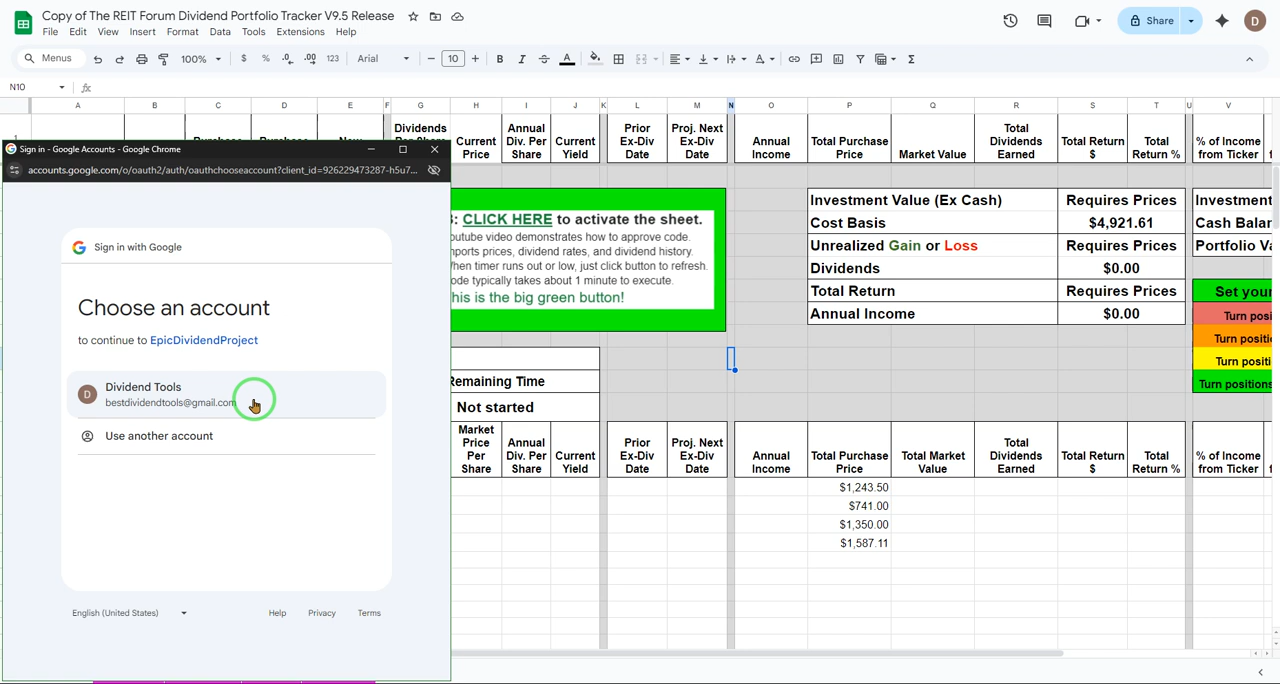 Copy of The REIT Forum Dividend Portfolio Tracker V9.5 Release
File Edit View Insert Format Data Tools Extensions Help
Share
D
Menus
100%
$ % .0 .00 123
Arial
10
B I
N10
fx
A B C D E F G H I J K L M N O P Q R S T U V
1
Dividends
Current Price
Annual Div. Per Share
Current Yield
Prior Ex-Div Date
Proj. Next Ex-Div Date
Annual Income
Total Purchase Price
Market Value
Total Dividends Earned
Total Return $
Total Return %
% of Income from Ticker
Sign in - Google Accounts - Google Chrome
accounts.google.com/o/oauth2/auth/oauthchooseaccount?client_id=926229473287-h5u7...
Sign in with Google
Choose an account
to continue to EpicDividendProject
D
Dividend Tools
bestdividendtools@gmail.com
Use another account
English (United States)
Help Privacy Terms
3: CLICK HERE to activate the sheet.
outube video demonstrates how to approve code.
mports prices, dividend rates, and dividend history.
hen timer runs out or low, just click button to refresh.
ode typically takes about 1 minute to execute.
his is the big green button!
Investment Value (Ex Cash) Requires Prices
Cost Basis $4,921.61
Unrealized Gain or Loss Requires Prices
Dividends $0.00
Total Return Requires Prices
Annual Income $0.00
Investment
Cash Balan
Portfolio Va
Set your
Turn posi
Turn positi
Turn positi
Turn positions
Remaining Time
Not started
Market Price Per Share
Annual Div. Per Share
Current Yield
Prior Ex-Div Date
Proj. Next Ex-Div Date
Annual Income
Total Purchase Price
Total Market Value
Total Dividends Earned
Total Return $
Total Return %
% of Income from Ticker
$1,243.50
$741.00
$1,350.00
$1,587.11